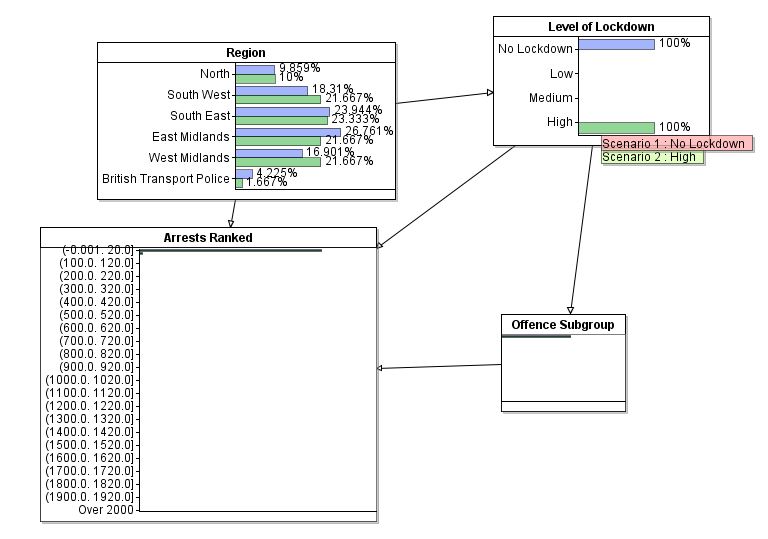 Level of Lockdown
No Lockdown 100%
Low
Medium
High 100%
Scenario 1 : No Lockdown
Scenario 2 : High
Region
North 9.859%
10%
South West 18.31%
21.667%
South East 23.944%
23.333%
East Midlands 26.761%
21.667%
West Midlands 16.901%
21.667%
British Transport Police 4.225%
1.667%
Arrests Ranked
(-0.001. 20.0]
(100.0. 120.0]
(200.0. 220.0]
(300.0. 320.0]
(400.0. 420.0]
(500.0. 520.0]
(600.0. 620.0]
(700.0. 720.0]
(800.0. 820.0]
(900.0. 920.0]
(1000.0. 1020.0]
(1100.0. 1120.0]
(1200.0. 1220.0]
(1300.0. 1320.0]
(1400.0. 1420.0]
(1500.0. 1520.0]
(1600.0. 1620.0]
(1700.0. 1720.0]
(1800.0. 1820.0]
(1900.0. 1920.0]
Over 2000
Offence Subgroup